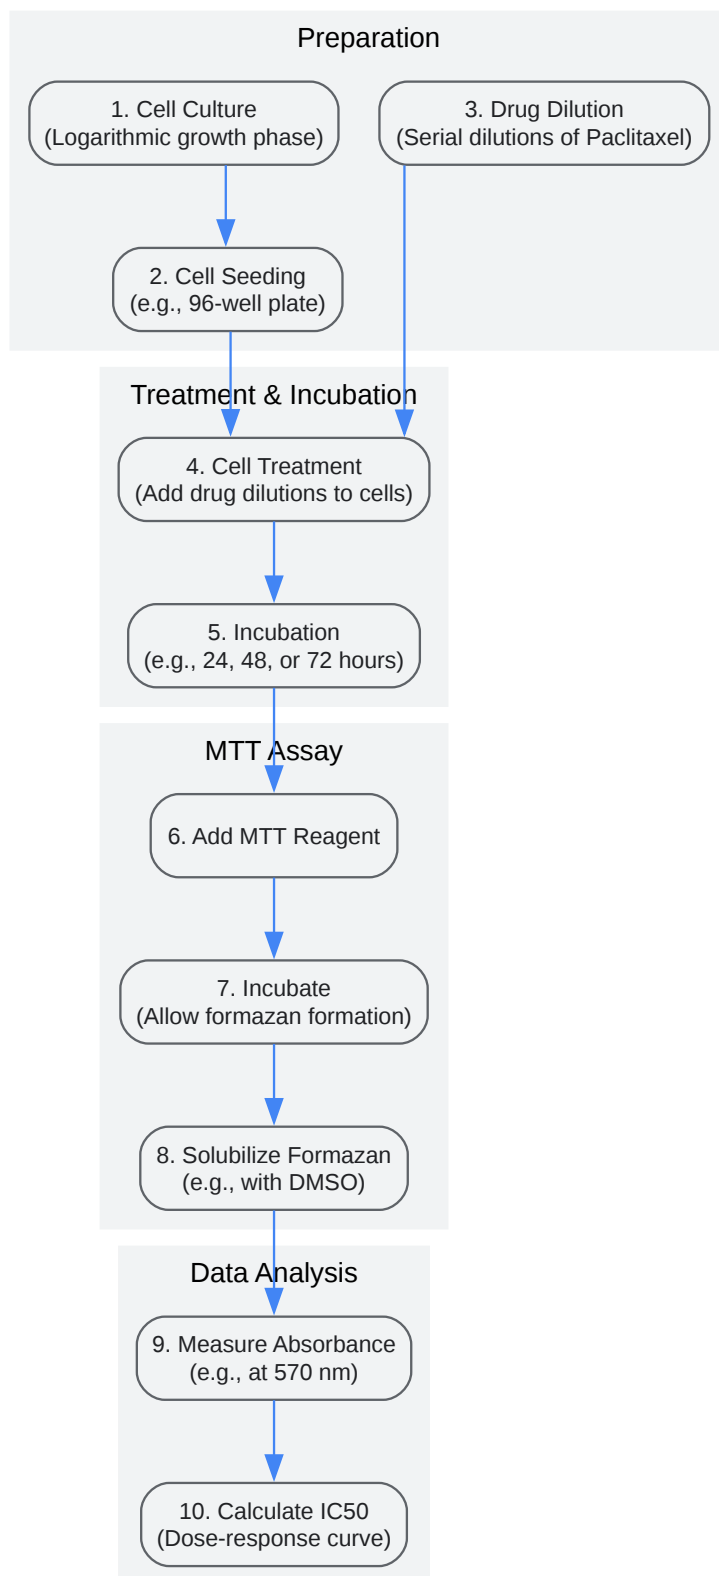 Preparation
1. Cell Culture
(Logarithmic growth phase)
3. Drug Dilution
(Serial dilutions of Paclitaxel)
2. Cell Seeding
(e.g., 96-well plate)
Treatment & Incubation
4. Cell Treatment
(Add drug dilutions to cells)
5. Incubation
(e.g., 24, 48, or 72 hours)
MTT Assay
6. Add MTT Reagent
7. Incubate
(Allow formazan formation)
8. Solubilize Formazan
(e.g., with DMSO)
Data Analysis
9. Measure Absorbance
(e.g., at 570 nm)
10. Calculate IC50
(Dose-response curve)